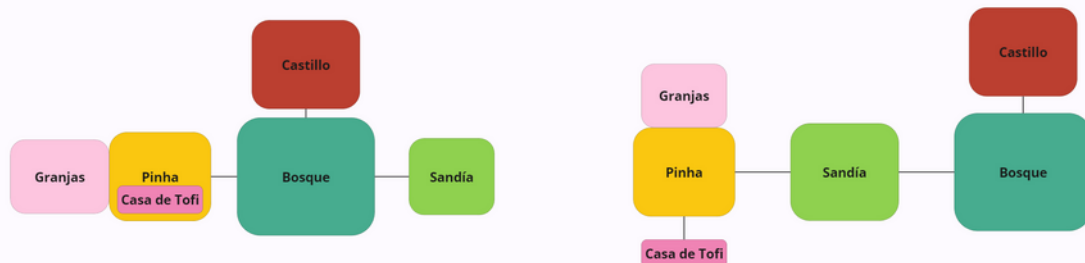 Castillo
Granjas
Pinha
Casa de Tofi
Bosque
Sandía
Castillo
Granjas
Pinha
Sandía
Bosque
Casa de Tofi